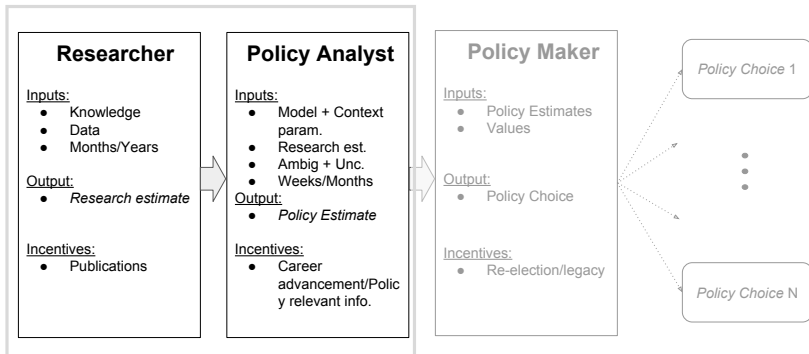 Researcher
Inputs:
● Knowledge
● Data
● Months/Years
Output:
● Research estimate
Incentives:
● Publications
Policy Analyst
Inputs:
● Model + Context
param.
● Research est.
● Ambig + Unc.
● Weeks/Months
Output:
● Policy Estimate
Incentives:
● Career
advancement/Polic
y relevant info.
Policy Maker
Inputs:
● Policy Estimates
● Values
Output:
● Policy Choice
Incentives:
● Re-election/legacy
Policy Choice 1
Policy Choice N